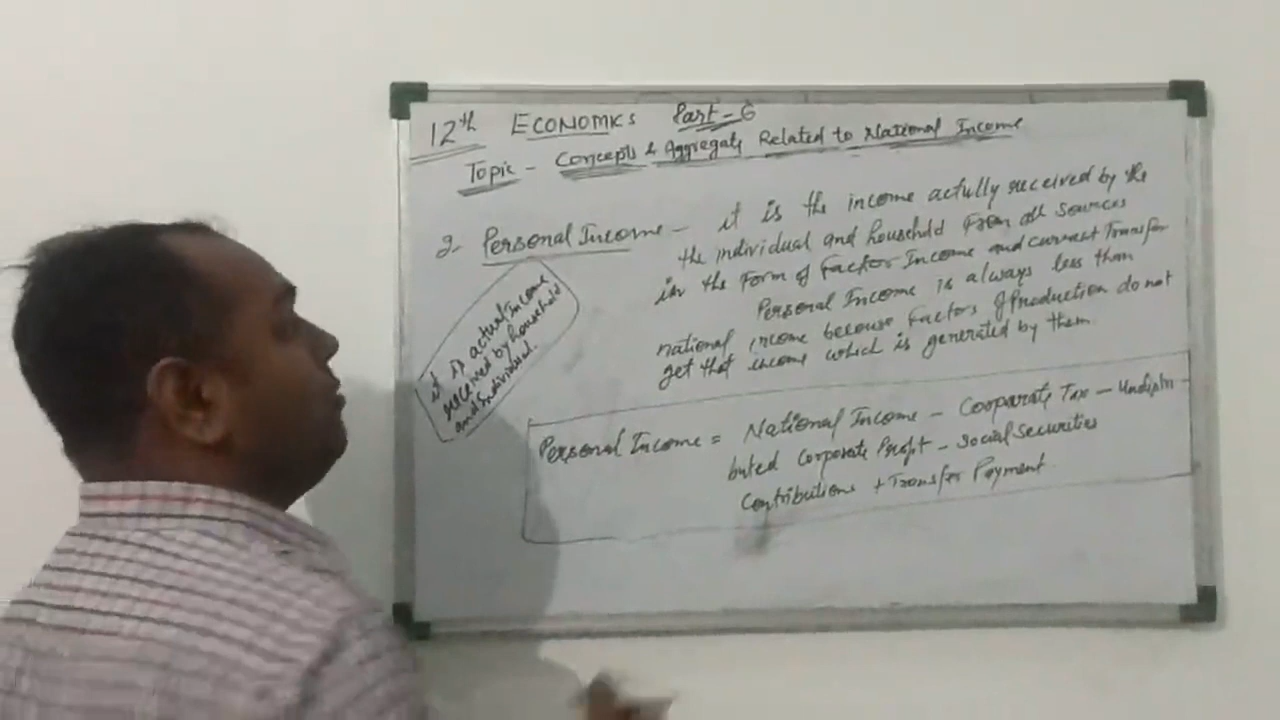 12th ECONOMICS Part-6
Topic - Concepts & Aggregats Related to National Income
2- Personal Income - it is the income actfully received by the
the individual and househld From all sources
in the Form of Factor Income and current Transfer
Personal Income is always less than
national income because Factors of Production do not
get that income which is generated by them.
it is actual Income
received by household
and individual.
Personal Income = National Income - Corporate Tax - Undistri-
buted Corporate Profit - Social Securities
Contributions + Transfer Payment